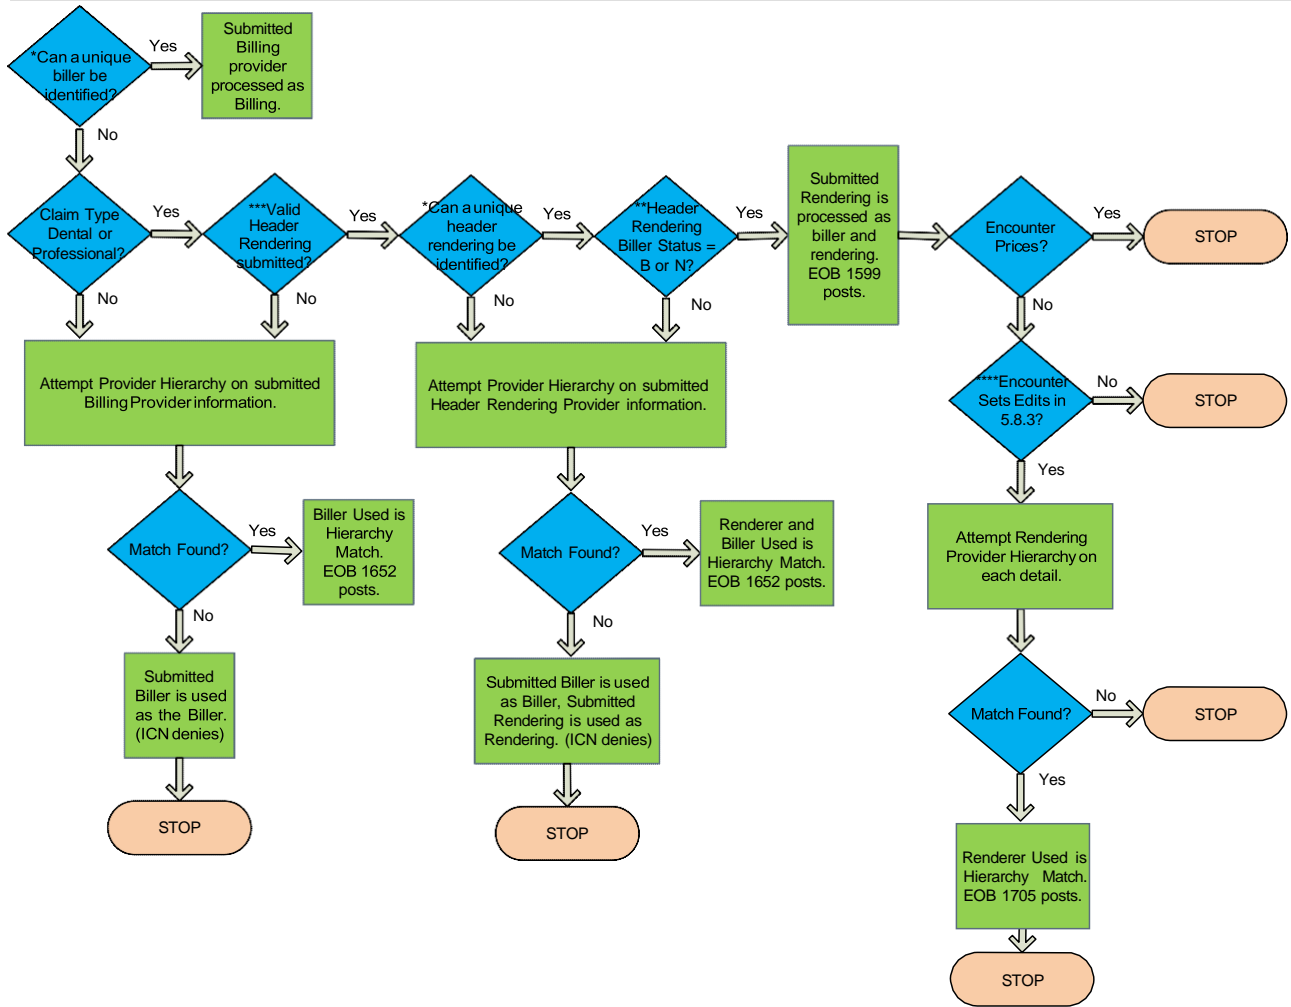 *Can a unique
biller be
identified?
Yes
Submitted
Billing
provider
processed as
Billing.
No
Claim Type
Dental or
Professional?
Yes
***Valid
Header
Rendering
submitted?
Yes
*Can a unique
header
rendering be
identified?
Yes
**Header
Rendering
Biller Status =
B or N?
Yes
Submitted
Rendering is
processed as
biller and
rendering.
EOB 1599
posts.
Encounter
Prices?
Yes
STOP
No
No
No
No
No
Attempt Provider Hierarchy on submitted
Billing Provider information.
Attempt Provider Hierarchy on submitted
Header Rendering Provider information.
****Encounter
Sets Edits in
5.8.3?
No
STOP
Yes
Match Found?
Yes
Biller Used is
Hierarchy
Match.
EOB 1652
posts.
Match Found?
Yes
Renderer and
Biller Used is
Hierarchy Match.
EOB 1652 posts.
Attempt Rendering
Provider Hierarchy on
each detail.
No
No
Submitted
Biller is used
as the Biller.
(ICN denies)
Submitted Biller is used
as Biller, Submitted
Rendering is used as
Rendering. (ICN denies)
Match Found?
No
STOP
Yes
STOP
STOP
Renderer Used is
Hierarchy Match.
EOB 1705 posts.
STOP